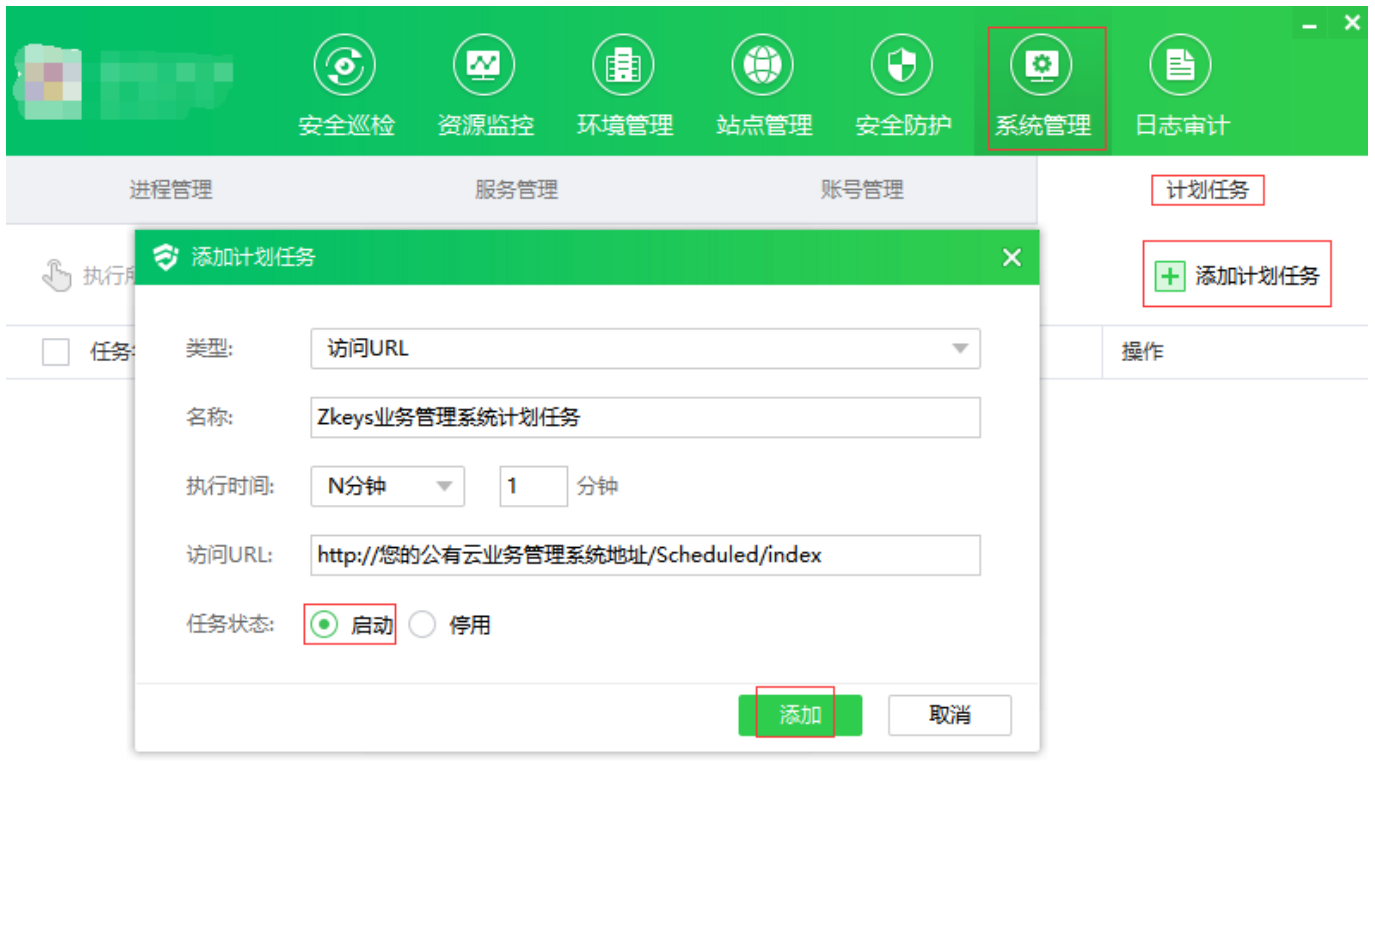 安全巡检 资源监控 环境管理 站点管理 安全防护 系统管理 日志审计
进程管理 服务管理 账号管理 计划任务
执行 添加计划任务
添加计划任务
任务 操作
类型: 访问URL
名称: Zkeys业务管理系统计划任务
执行时间: N分钟 1 分钟
访问URL: http://您的公有云业务管理系统地址/Scheduled/index
任务状态: 启动 停用
添加 取消